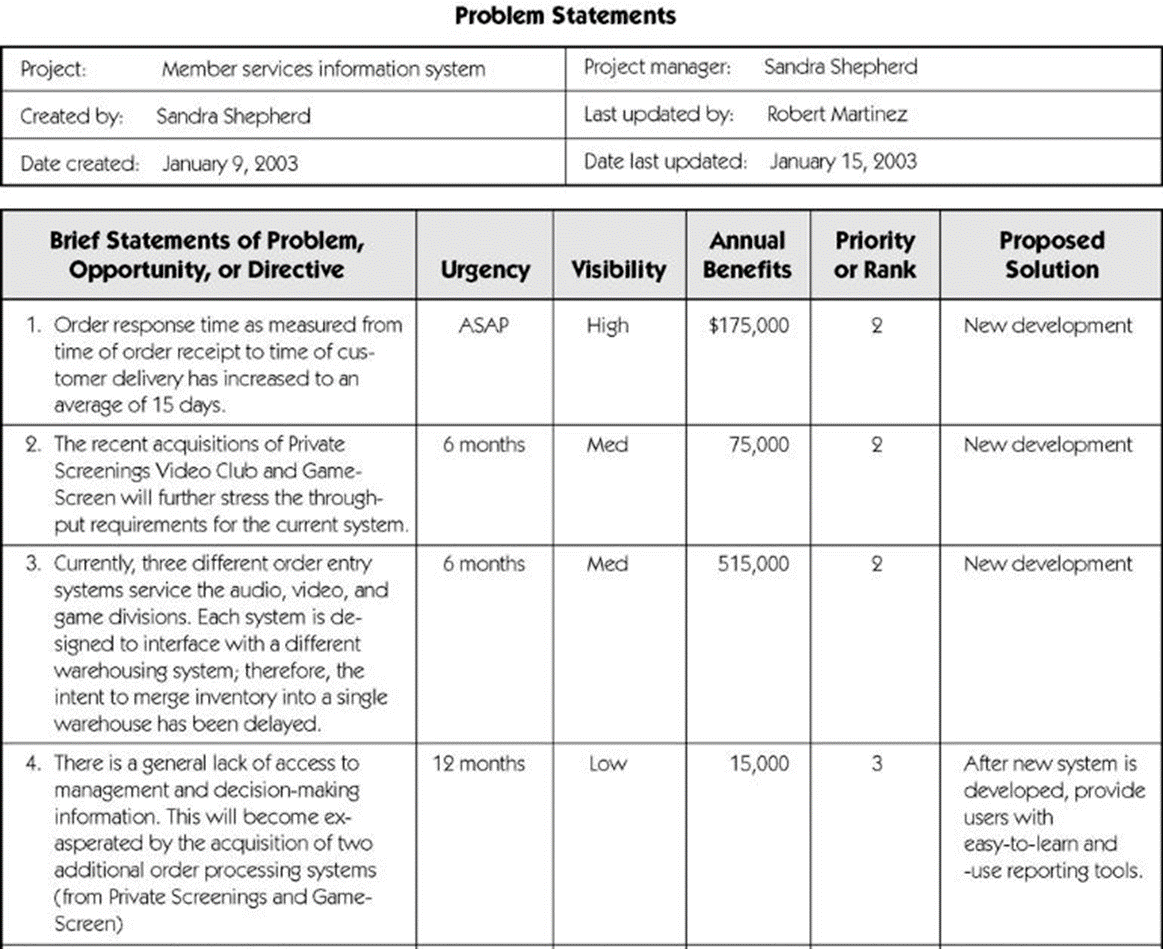 Problem Statements
Project: Member services information system
Project manager: Sandra Shepherd
Created by: Sandra Shepherd
Last updated by: Robert Martinez
Date created: January 9, 2003
Date last updated: January 15, 2003
Brief Statements of Problem,
Opportunity, or Directive
Urgency
Visibility
Annual
Benefits
Priority
or Rank
Proposed
Solution
1. Order response time as measured from
time of order receipt to time of cus-
tomer delivery has increased to an
average of 15 days.
ASAP
High
$175,000
2
New development
2. The recent acquisitions of Private
Screenings Video Club and Game-
Screen will further stress the through-
put requirements for the current system.
6 months
Med
75,000
2
New development
3. Currently, three different order entry
systems service the audio, video, and
game divisions. Each system is de-
signed to interface with a different
warehousing system; therefore, the
intent to merge inventory into a single
warehouse has been delayed.
6 months
Med
515,000
2
New development
4. There is a general lack of access to
management and decision-making
information. This will become ex-
asperated by the acquisition of two
additional order processing systems
(from Private Screenings and Game-
Screen)
12 months
Low
15,000
3
After new system is
developed, provide
users with
easy-to-learn and
-use reporting tools.